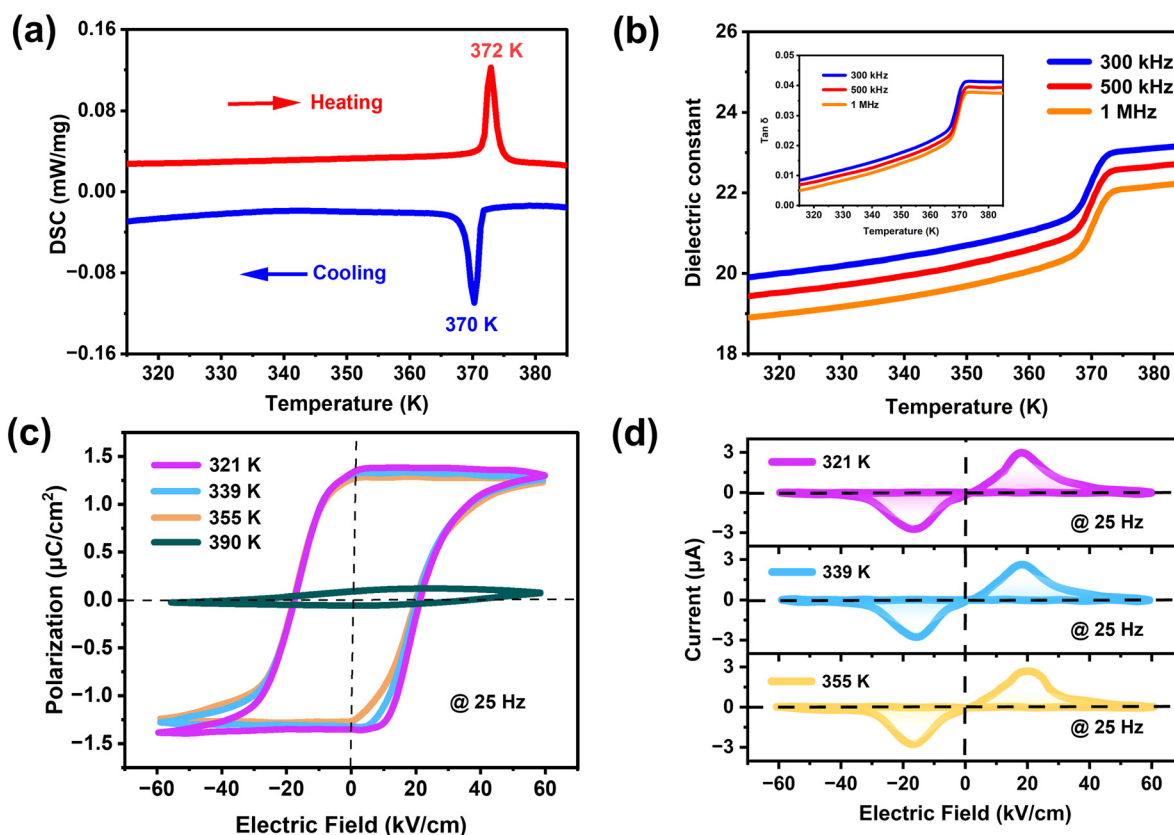 (a)
0.16
0.08
0.00
−0.08
−0.16
DSC (mW/mg)
372 K
Heating
Cooling
370 K
320 330 340 350 360 370 380
Temperature (K)
(b)
26
24
22
20
18
Dielectric constant
300 kHz
500 kHz
1 MHz
0.05
0.04
0.03
0.02
0.01
0.00
Tan δ
300 kHz
500 kHz
1 MHz
320 330 340 350 360 370 380
Temperature (K)
320 330 340 350 360 370 380
Temperature (K)
(c)
1.5
1.0
0.5
0.0
−0.5
−1.0
−1.5
Polarization (µC/cm²)
321 K
339 K
355 K
390 K
@ 25 Hz
−60 −40 −20 0 20 40 60
Electric Field (kV/cm)
(d)
Current (µA)
3
0
−3
321 K
@ 25 Hz
3
0
−3
339 K
@ 25 Hz
3
0
−3
355 K
@ 25 Hz
−60 −40 −20 0 20 40 60
Electric Field (kV/cm)